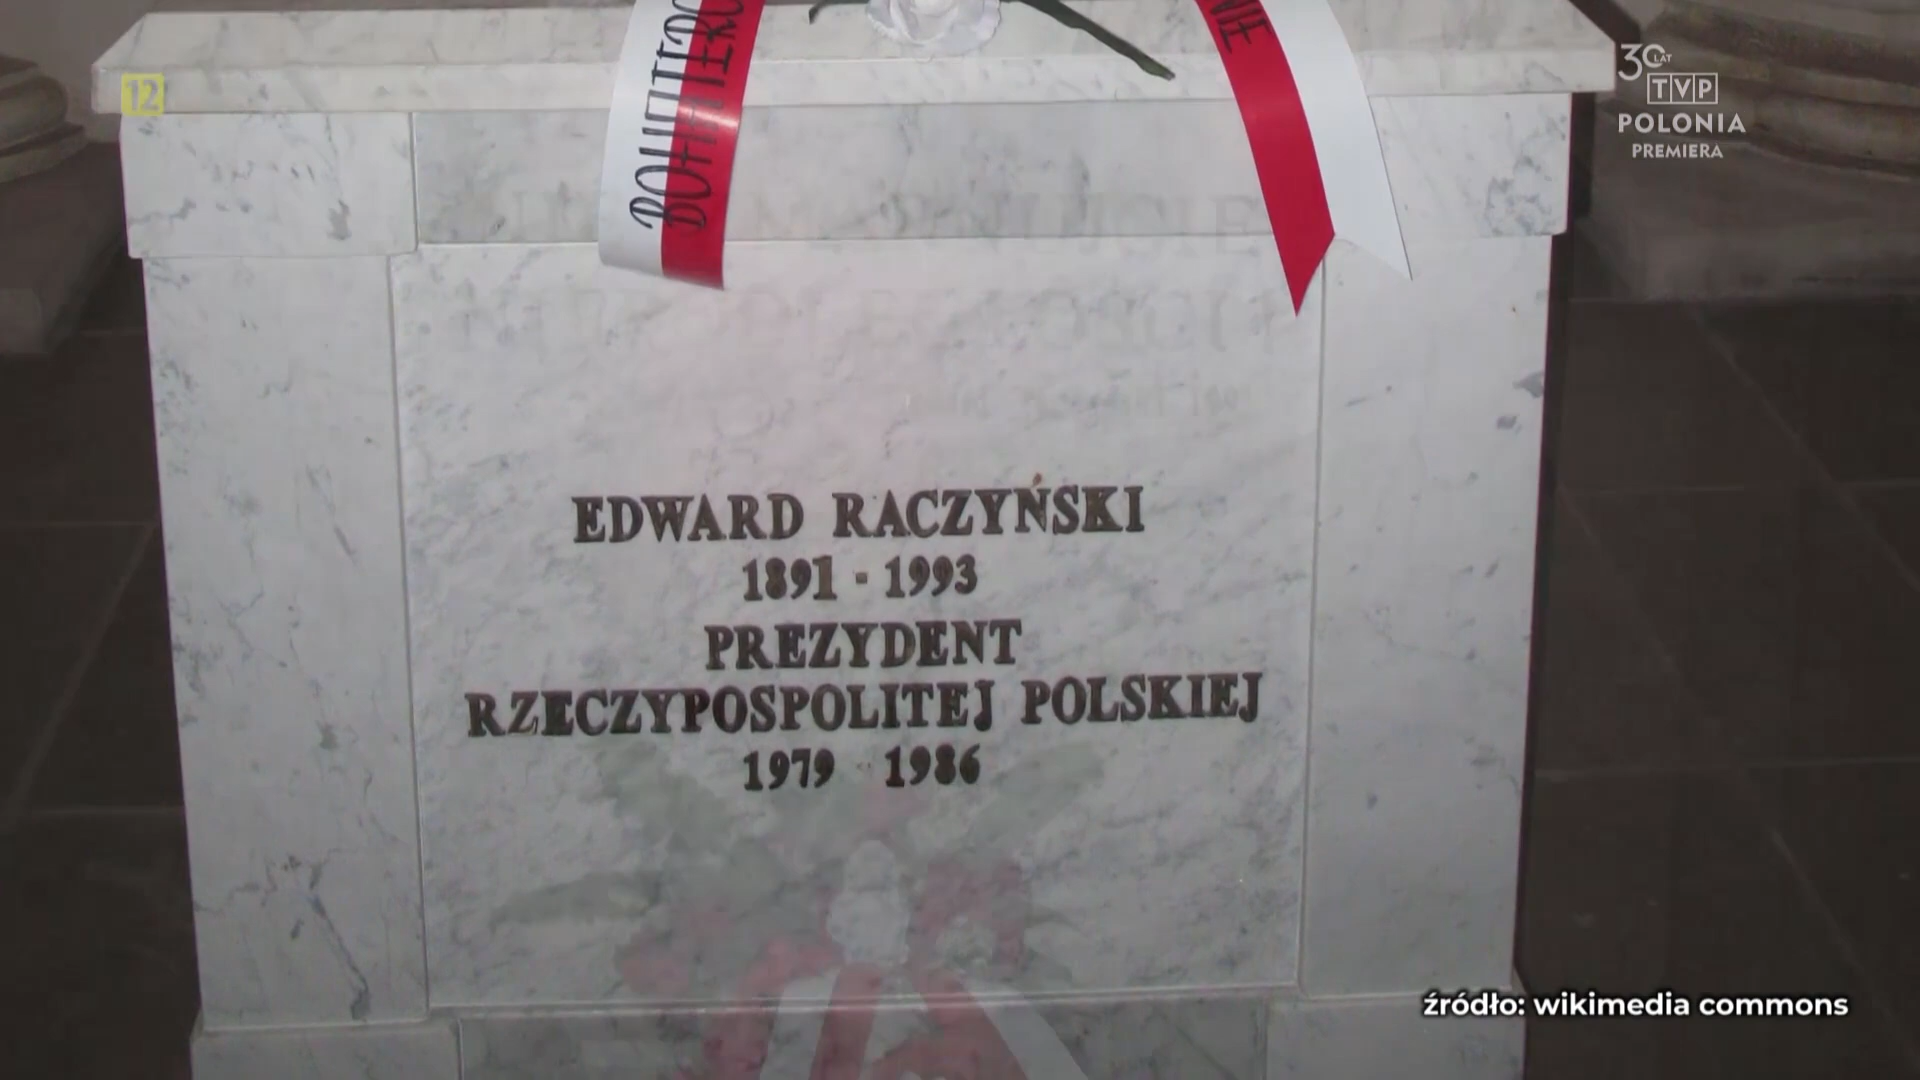 12
30 LAT
TVP
POLONIA
PREMIERA
EDWARD RACZYŃSKI
1891 - 1993
PREZYDENT
RZECZYPOSPOLITEJ POLSKIEJ
1979 - 1986
źródło: wikimedia commons